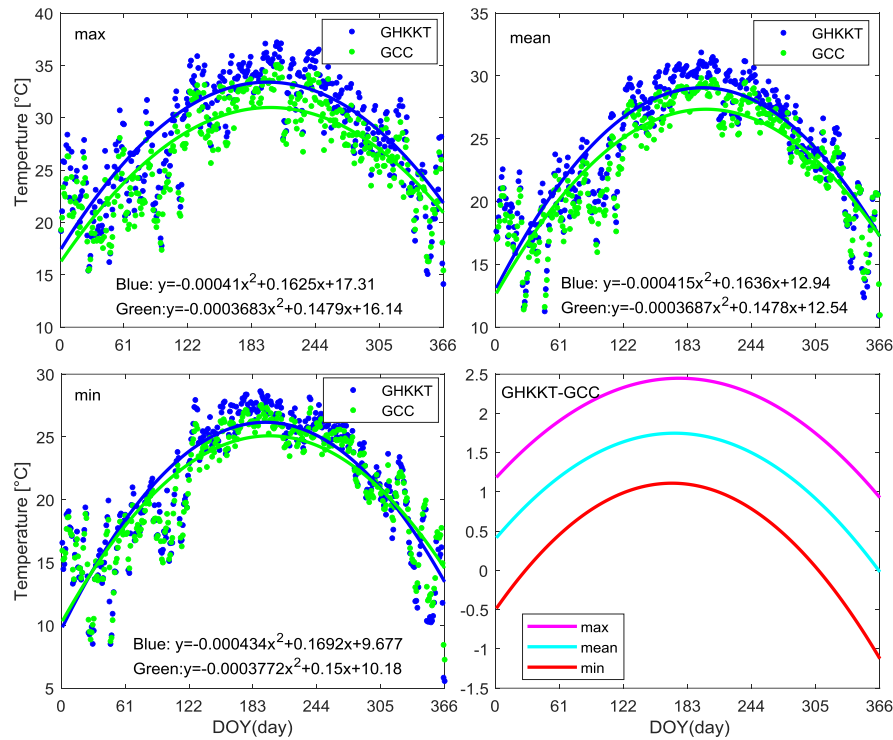 max
GHKKT
GCC
40
35
30
25
20
15
10
Temperture [°C]
Blue: y=-0.00041x²+0.1625x+17.31
Green:y=-0.0003683x²+0.1479x+16.14
0 61 122 183 244 305 366
mean
GHKKT
GCC
35
30
25
20
15
10
Blue: y=-0.000415x²+0.1636x+12.94
Green:y=-0.0003687x²+0.1478x+12.54
0 61 122 183 244 305 366
min
GHKKT
GCC
30
25
20
15
10
5
Temperature [°C]
Blue: y=-0.000434x²+0.1692x+9.677
Green:y=-0.0003772x²+0.15x+10.18
0 61 122 183 244 305 366
DOY(day)
GHKKT-GCC
2.5
2
1.5
1
0.5
0
-0.5
-1
-1.5
max
mean
min
0 61 122 183 244 305 366
DOY(day)